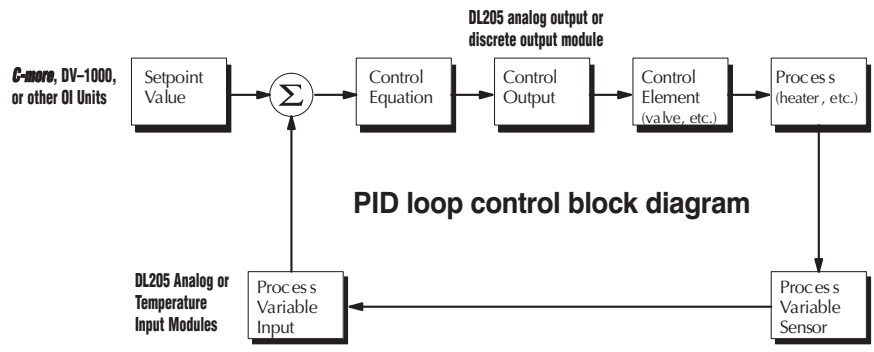 DL205 analog output or
discrete output module
C-more, DV–1000,
or other OI Units
Setpoint
Value
Σ
Control
Equation
Control
Output
Control
Element
(valve, etc.)
Process
(heater, etc.)
PID loop control block diagram
DL205 Analog or
Temperature
Input Modules
Process
Variable
Input
Process
Variable
Sensor